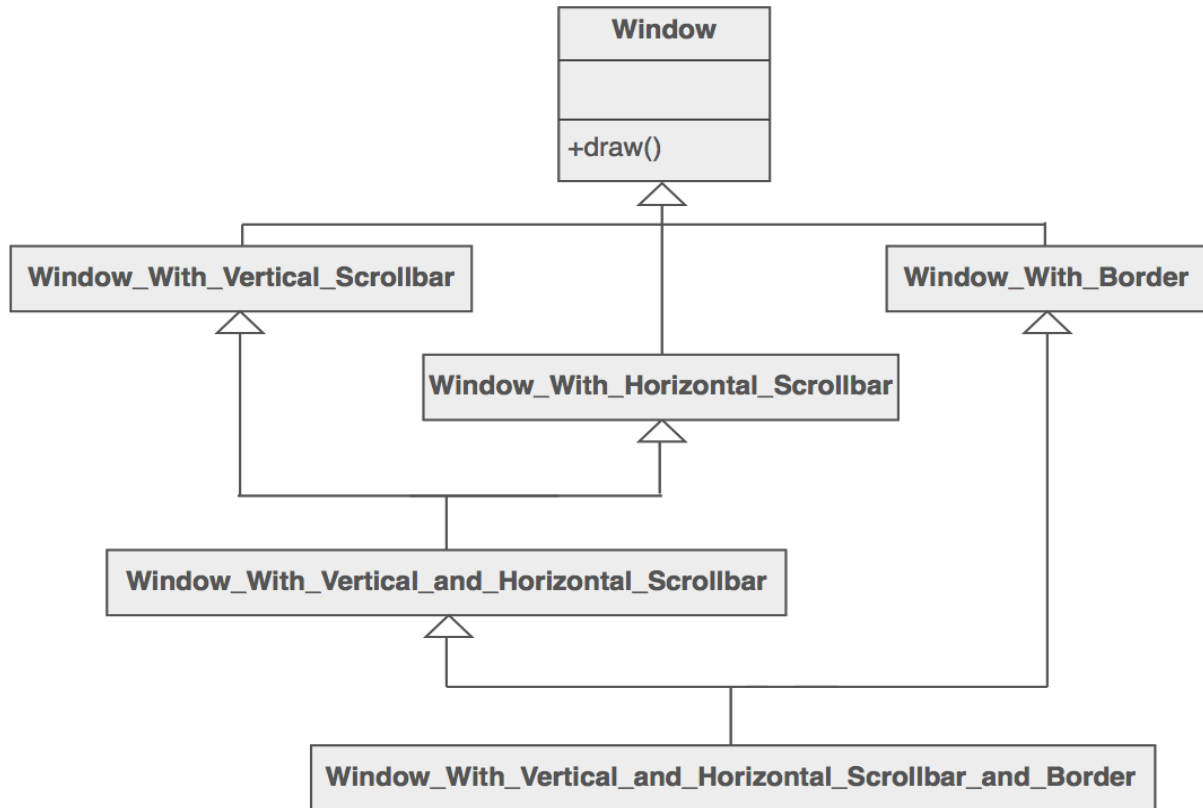 Window
+draw()
Window_With_Vertical_Scrollbar
Window_With_Border
Window_With_Horizontal_Scrollbar
Window_With_Vertical_and_Horizontal_Scrollbar
Window_With_Vertical_and_Horizontal_Scrollbar_and_Border